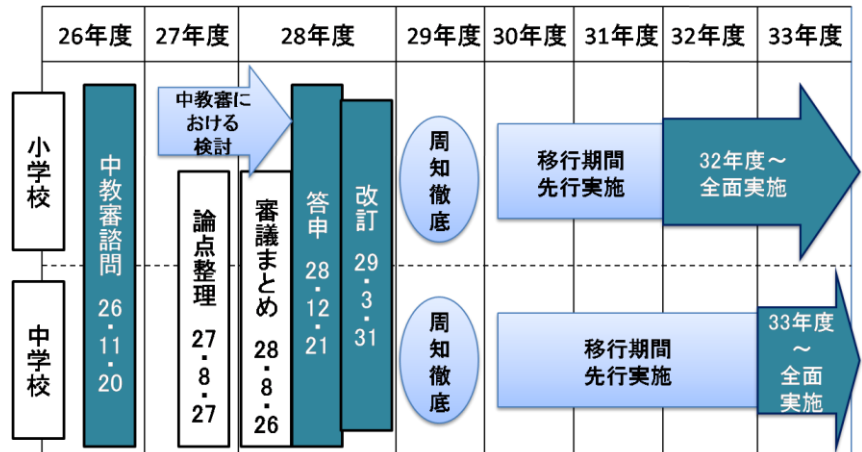 26年度
27年度
28年度
29年度
30年度
31年度
32年度
33年度
小学校
中学校
中教審諮問 26・11・20
中教審に
おける
検討
論点整理 27・8・27
審議まとめ 28・8・26
答申 28・12・21
改訂 29・3・31
周知徹底
移行期間
先行実施
32年度～
全面実施
周知徹底
移行期間
先行実施
33年度
～
全面
実施